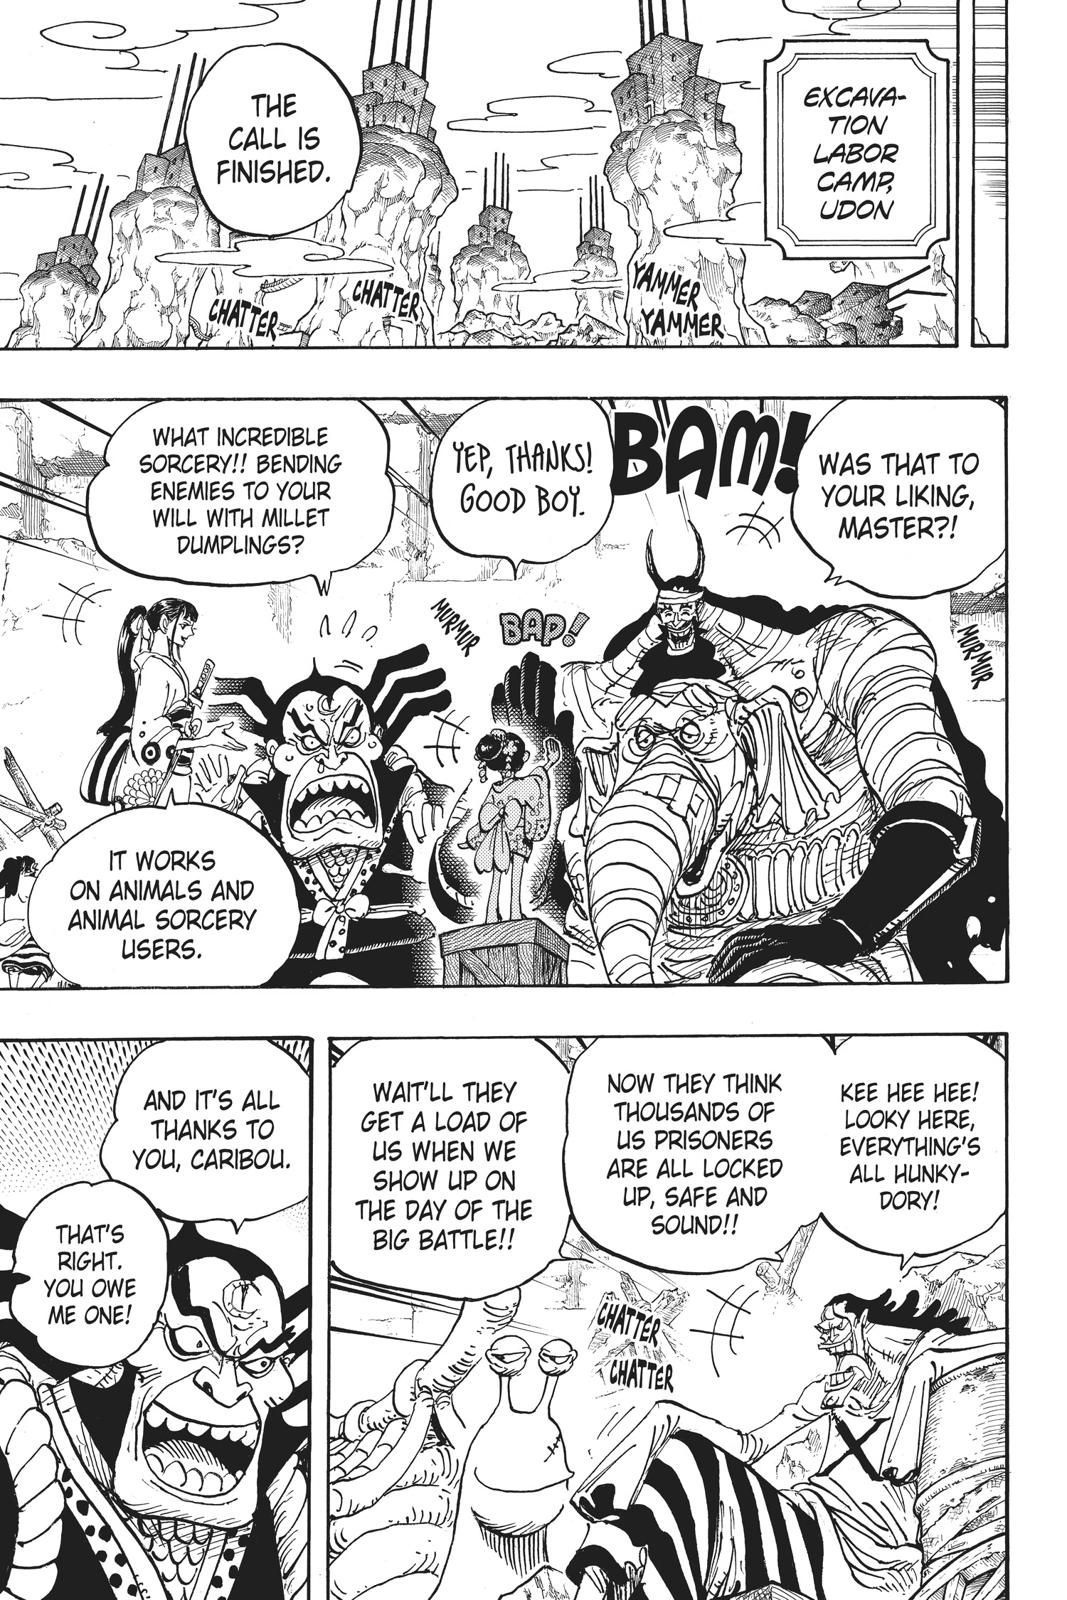 EXCAVA-
TION
LABOR
CAMP,
UDON
THE
CALL IS
FINISHED.
YAMMER
YAMMER
CHATTER
CHATTER
WAS THAT TO
YOUR LIKING,
MASTER?!
BAM!
YEP, THANKS!
GOOD BOY.
WHAT INCREDIBLE
SORCERY!! BENDING
ENEMIES TO YOUR
WILL WITH MILLET
DUMPLINGS?
MURMUR
BAP!
MURMUR
IT WORKS
ON ANIMALS AND
ANIMAL SORCERY
USERS.
KEE HEE HEE!
LOOKY HERE,
EVERYTHING'S
ALL HUNKY-
DORY!
NOW THEY THINK
THOUSANDS OF
US PRISONERS
ARE ALL LOCKED
UP, SAFE AND
SOUND!!
WAIT'LL THEY
GET A LOAD OF
US WHEN WE
SHOW UP ON
THE DAY OF THE
BIG BATTLE!!
CHATTER
CHATTER
AND IT'S ALL
THANKS TO
YOU, CARIBOU.
THAT'S
RIGHT.
YOU OWE
ME ONE!